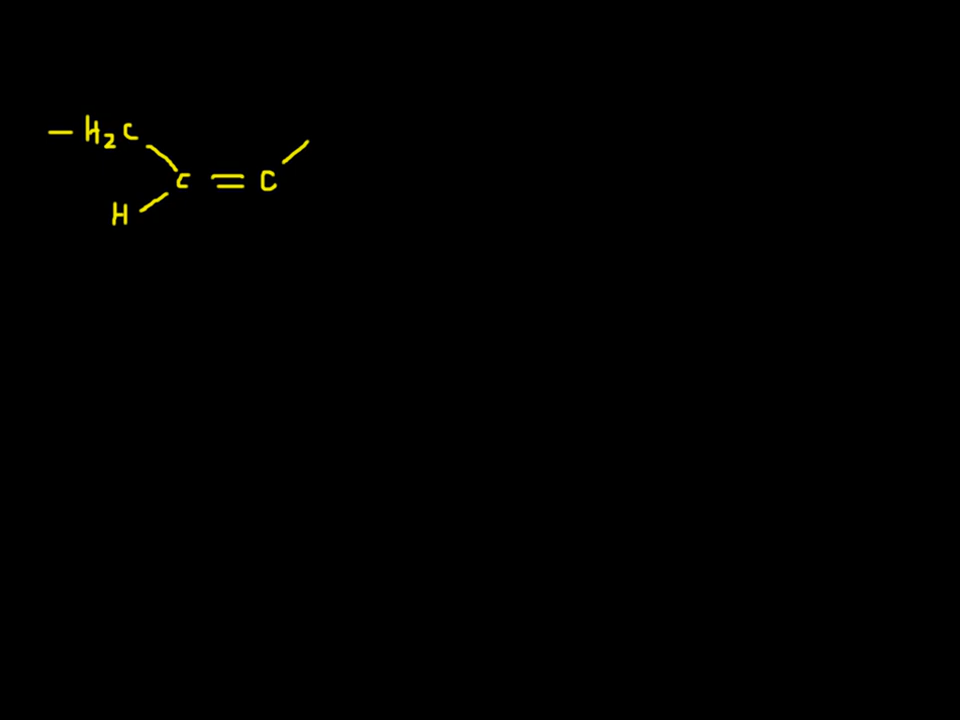 — H₂C
C = C
H